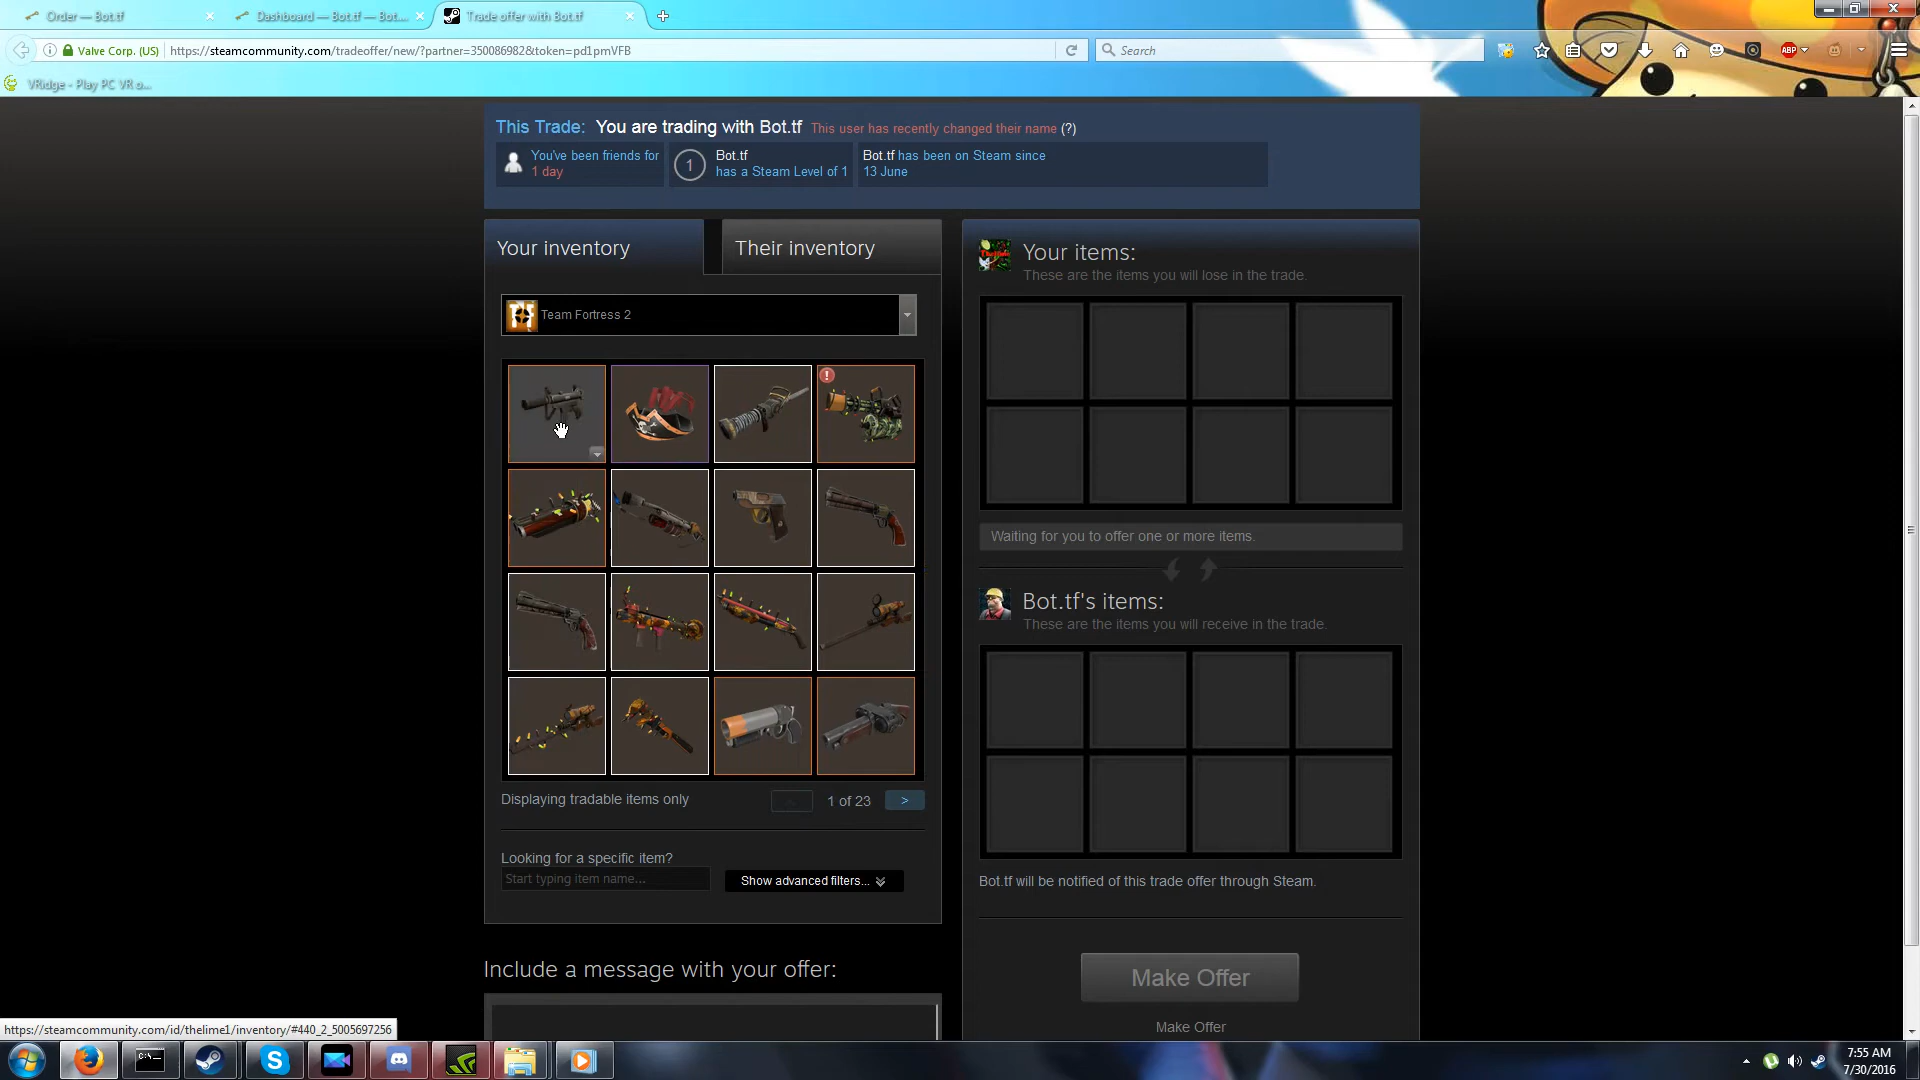 Order — Bot.tf
Dashboard — Bot.tf — Bot....
Trade offer with Bot.tf
Valve Corp. (US)
https://steamcommunity.com/tradeoffer/new/?partner=350086982&token=pd1pmVFB
Search
ABP
VRidge - Play PC VR o...
This Trade: You are trading with Bot.tf This user has recently changed their name (?)
You've been friends for
1 day
1
Bot.tf
has a Steam Level of 1
Bot.tf has been on Steam since
13 June
Your inventory
Their inventory
Team Fortress 2
Displaying tradable items only
1 of 23
>
Looking for a specific item?
Start typing item name...
Show advanced filters...
Include a message with your offer:
Your items:
These are the items you will lose in the trade.
Waiting for you to offer one or more items.
Bot.tf's items:
These are the items you will receive in the trade.
Bot.tf will be notified of this trade offer through Steam.
Make Offer
Make Offer
https://steamcommunity.com/id/thelime1/inventory/#440_2_5005697256
7:55 AM
7/30/2016